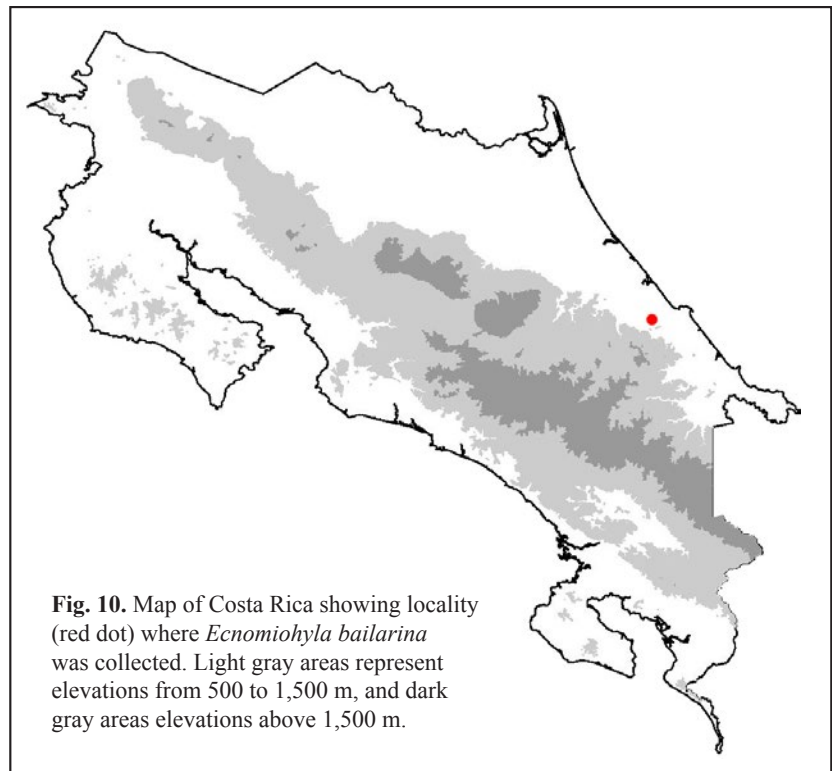 Fig. 10. Map of Costa Rica showing locality
(red dot) where Ecnomiohyla bailarina
was collected. Light gray areas represent
elevations from 500 to 1,500 m, and dark
gray areas elevations above 1,500 m.